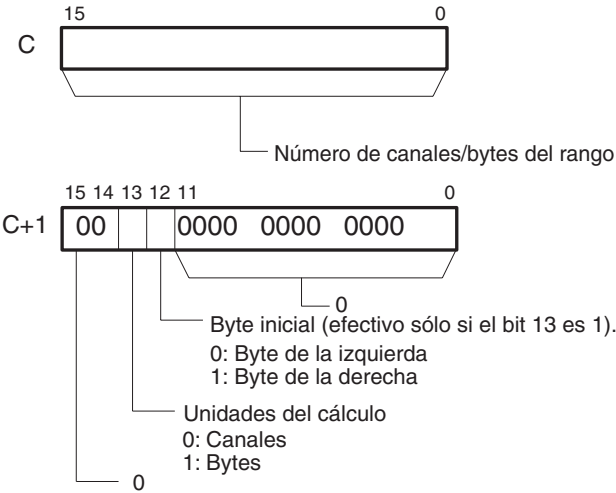 15 0
C
Número de canales/bytes del rango
15 14 13 12 11 0
C+1 00 0000 0000 0000
0
Byte inicial (efectivo sólo si el bit 13 es 1).
0: Byte de la izquierda
1: Byte de la derecha
Unidades del cálculo
0: Canales
1: Bytes
0